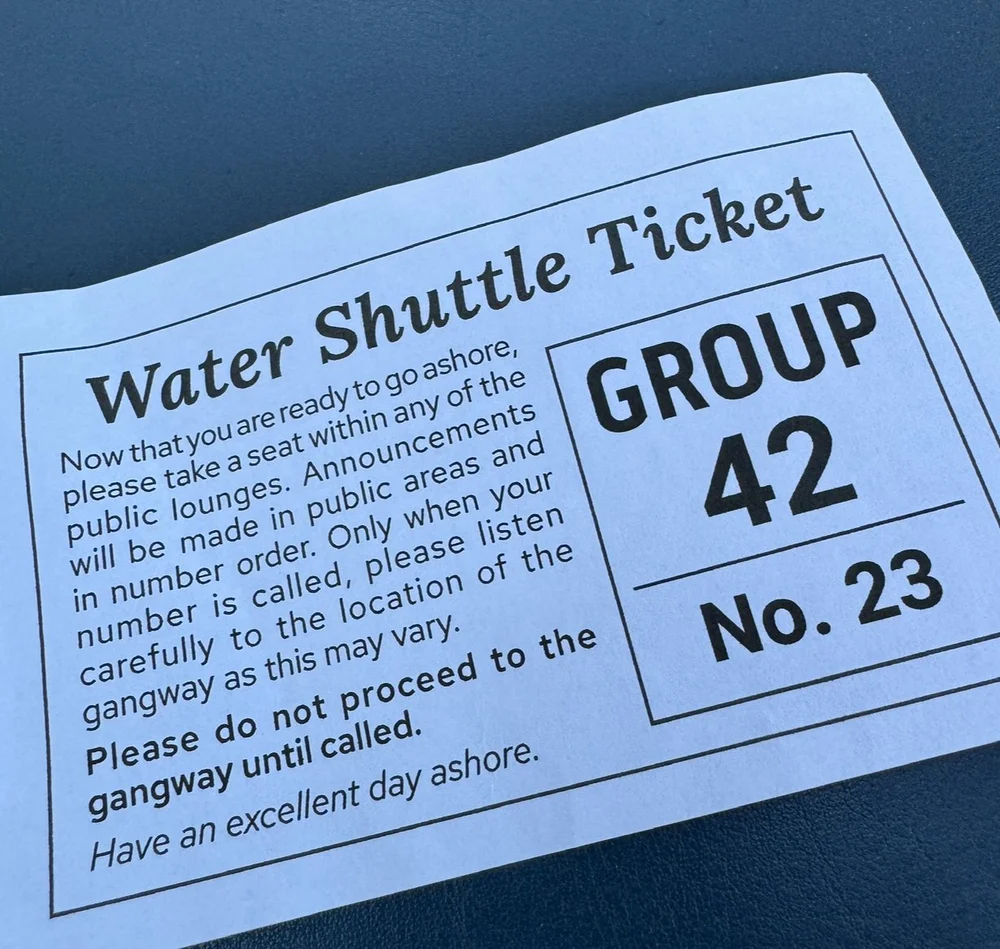 Water Shuttle Ticket
Now that you are ready to go ashore,
please take a seat within any of the
public lounges. Announcements
will be made in public areas and
in number order. Only when your
number is called, please listen
carefully to the location of the
gangway as this may vary.
Please do not proceed to the
gangway until called.
Have an excellent day ashore.
GROUP
42
No. 23